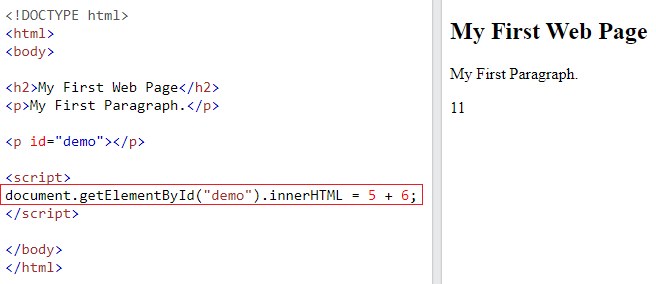 <!DOCTYPE html>
<html>
<body>
<h2>My First Web Page</h2>
<p>My First Paragraph.</p>
<p id="demo"></p>
<script>
document.getElementById("demo").innerHTML = 5 + 6;
</script>
</body>
</html>
My First Web Page
My First Paragraph.
11